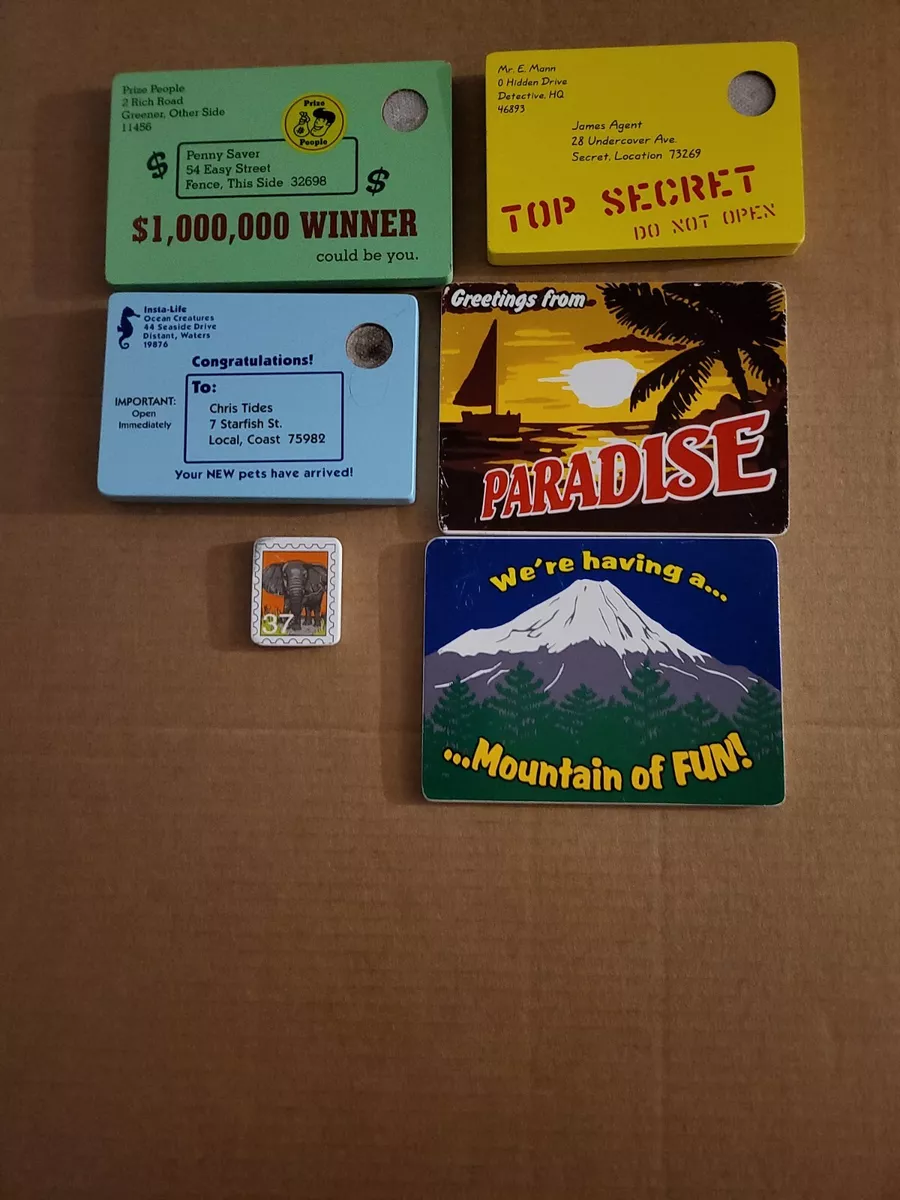 Prize People
2 Rich Road
Greener, Other Side
11456
Prize
People
$
Penny Saver
54 Easy Street
Fence, This Side 32698
$
$1,000,000 WINNER
could be you.
Mr. E. Mann
0 Hidden Drive
Detective, HQ
46893
James Agent
28 Undercover Ave.
Secret, Location 73269
TOP SECRET
DO NOT OPEN
Insta-Life
Ocean Creatures
44 Seaside Drive
Distant, Waters
19876
Congratulations!
IMPORTANT:
Open
Immediately
To:
Chris Tides
7 Starfish St.
Local, Coast 75982
Your NEW pets have arrived!
Greetings from
PARADISE
37
We're having a...
...Mountain of FUN!